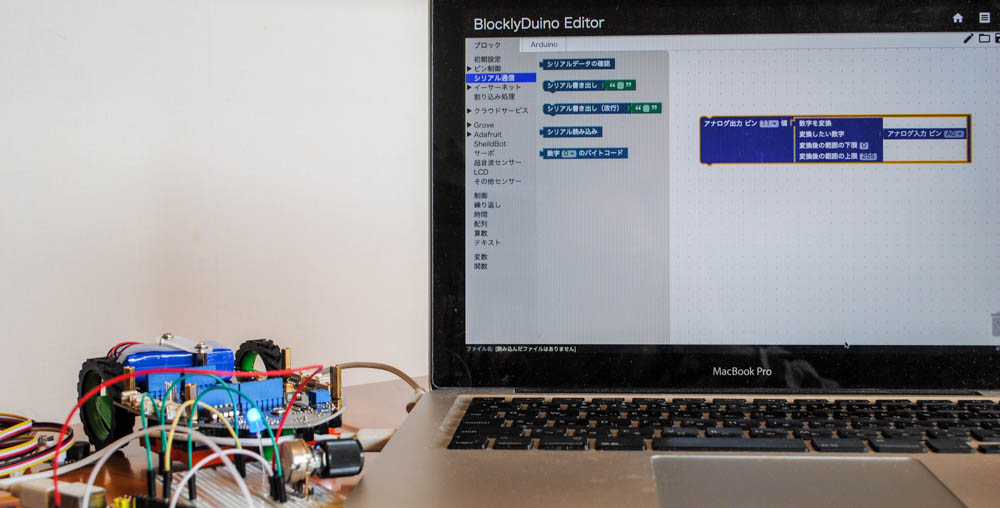 BlocklyDuino Editor
ブロック
Arduino
初期設定
▶ ピン制御
シリアル通信
▶ イーサーネット
割り込み処理
▶ クラウドサービス
▶ Grove
▶ Adafruit
SheildBot
サーボ
超音波センサー
LCD
その他センサー
制御
繰り返し
時間
配列
算数
テキスト
変数
関数
シリアルデータの確認
シリアル書き出し “ ”
シリアル書き出し（改行） “ ”
シリアル読み込み
数字 0 のバイトコード
アナログ出力 ピン 11 値 数字を変換
変換したい数字 アナログ入力 ピン A0
変換後の範囲の下限 0
変換後の範囲の上限 255
ファイル名 [読み込んだファイルはありません]
MacBook Pro